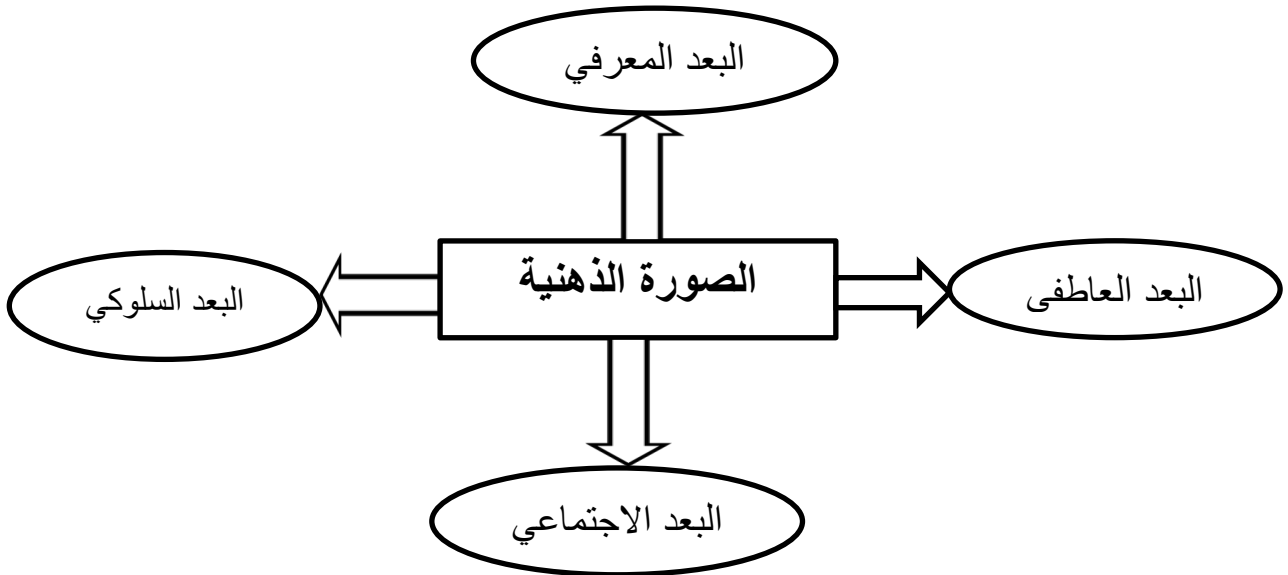 البعد المعرفي
الصورة الذهنية
البعد العاطفى
البعد السلوكي
البعد الاجتماعي